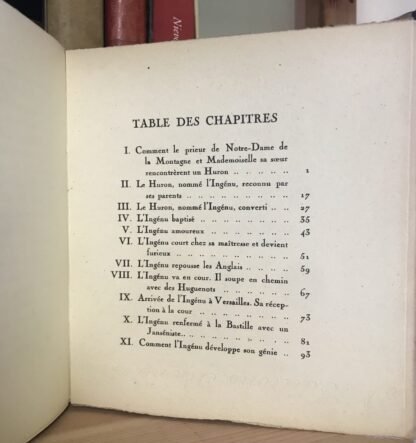 TABLE DES CHAPITRES
I. Comment le prieur de Notre-Dame de
la Montagne et Mademoiselle sa sœur
rencontrèrent un Huron .. .. .. .. 1
II. Le Huron, nommé l'Ingénu, reconnu par
ses parents .. .. .. .. .. .. 17
III. Le Huron, nommé l'Ingénu, converti .. .. 27
IV. L'Ingénu baptisé .. .. .. .. .. 35
V. L'Ingénu amoureux .. .. .. .. .. 43
VI. L'Ingénu court chez sa maîtresse et devient
furieux .. .. .. .. .. .. 51
VII. L'Ingénu repousse les Anglais .. .. .. 59
VIII. L'Ingénu va en cour. Il soupe en chemin
avec des Huguenots .. .. .. .. 67
IX. Arrivée de l'Ingénu à Versailles. Sa récep-
tion à la cour .. .. .. .. .. 73
X. L'Ingénu renfermé à la Bastille avec un
Janséniste.. .. .. .. .. .. 81
XI. Comment l'Ingénu développe son génie .. 93